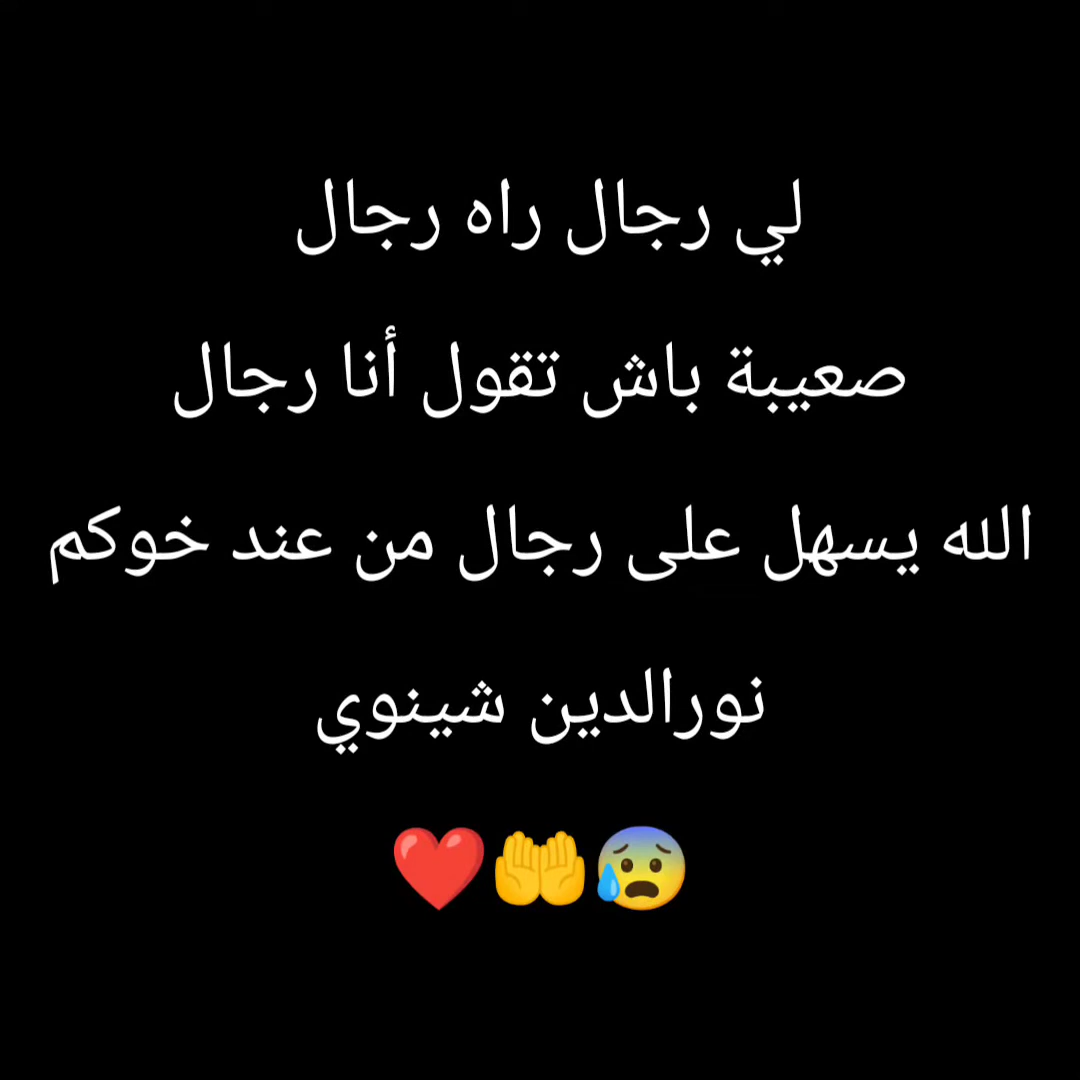 لي رجال راه رجال
صعيبة باش تقول أنا رجال
الله يسهل على رجال من عند خوكم
نورالدين شينوي
😰🤲❤️